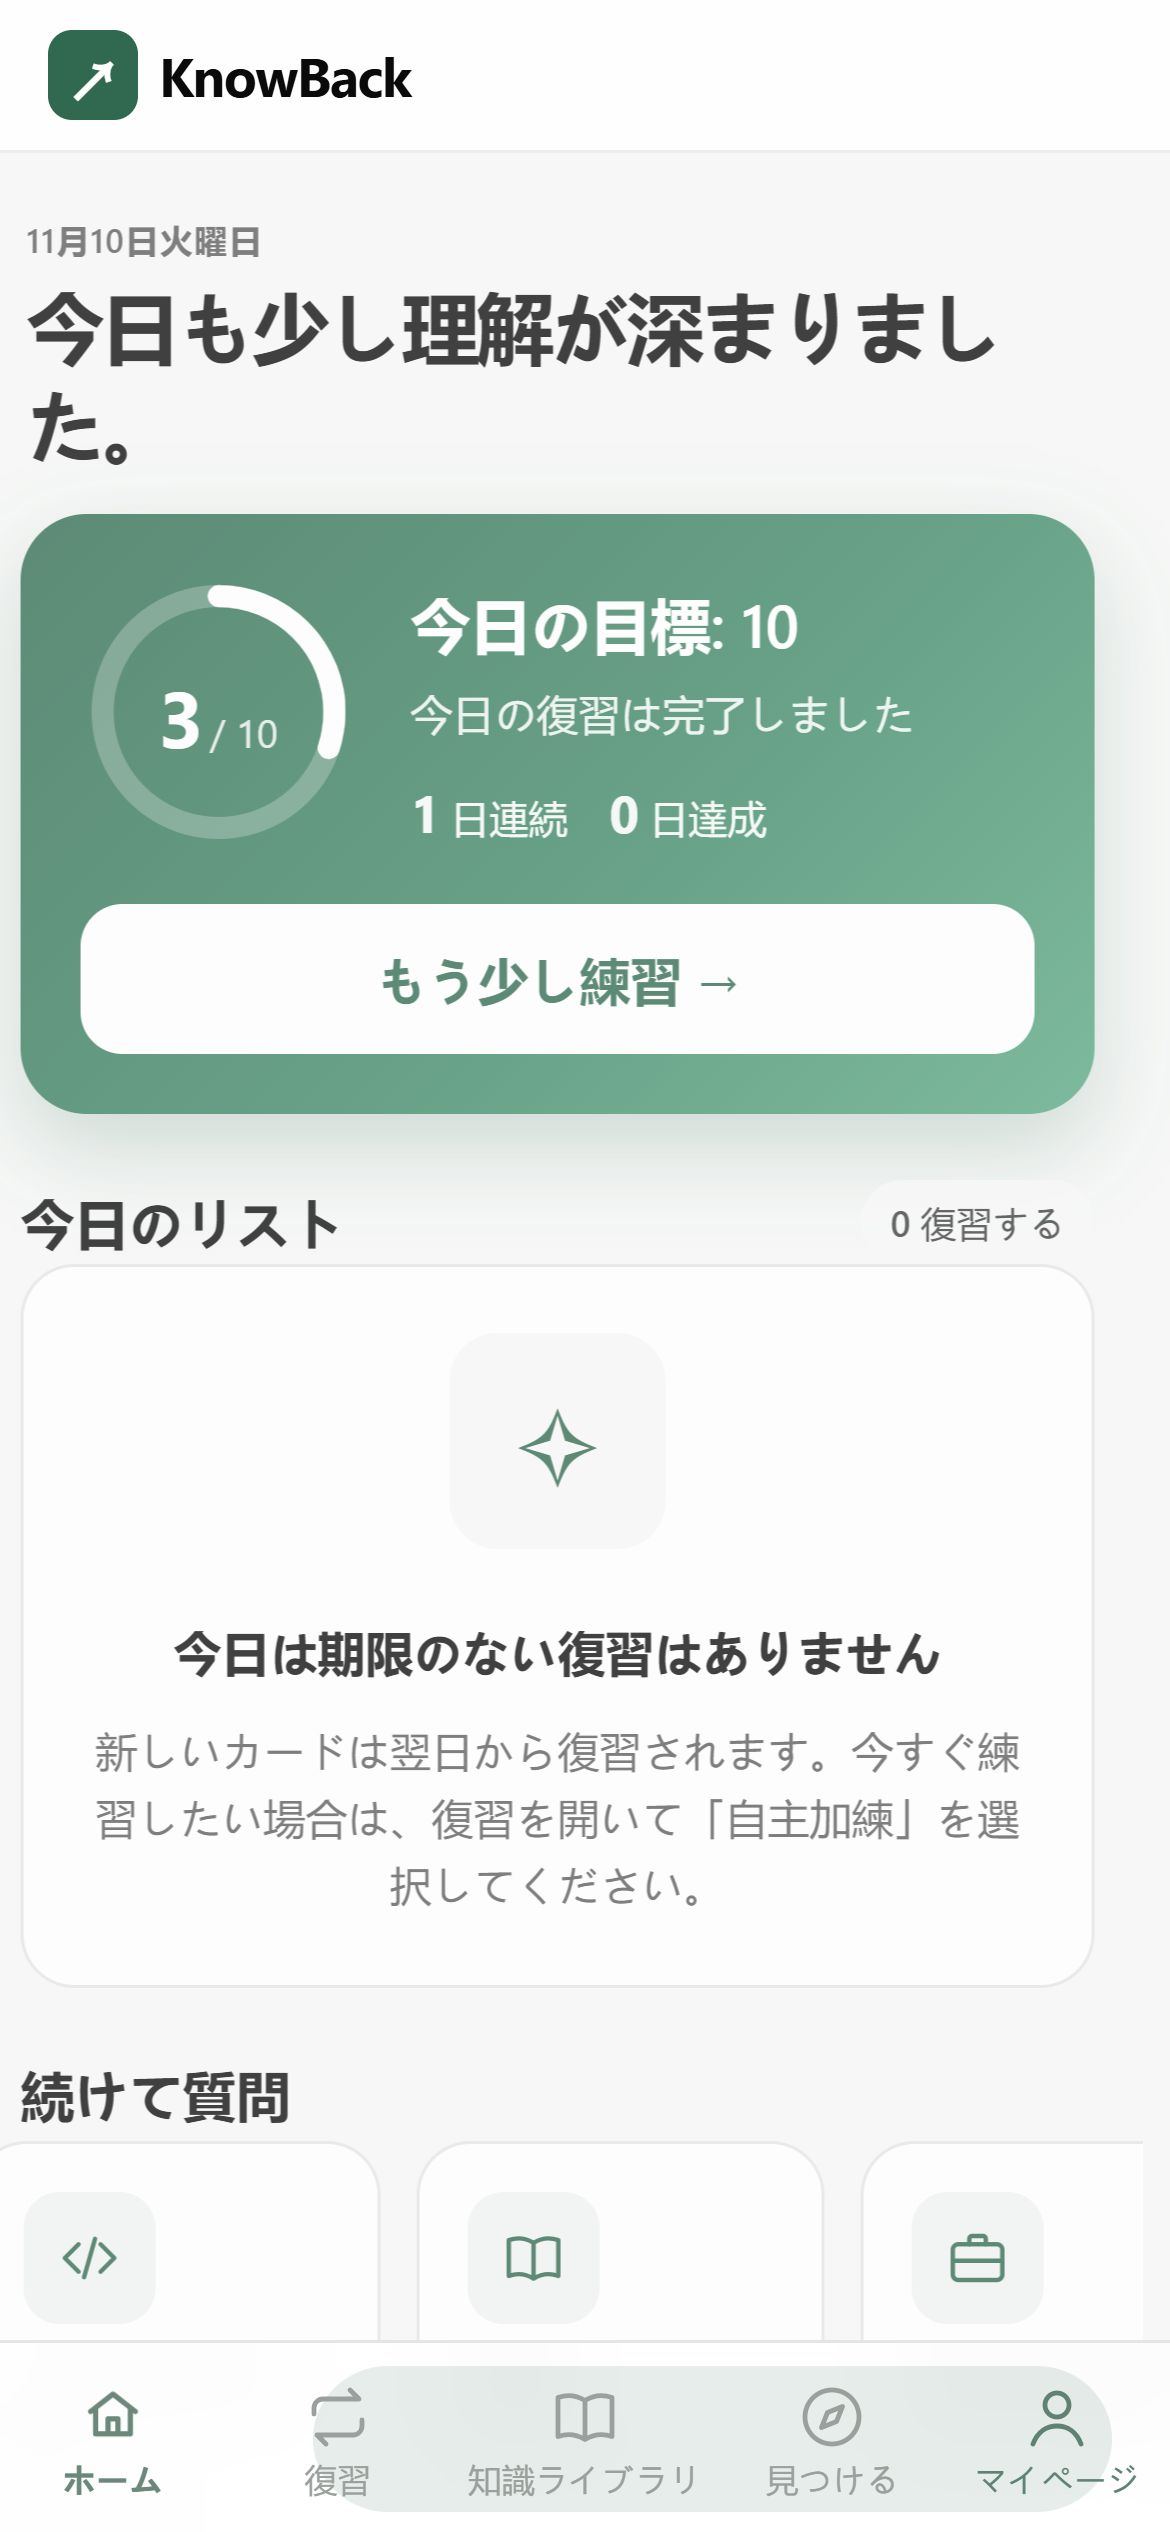 KnowBack
11月10日火曜日
今日も少し理解が深まりまし
た。
3 / 10
今日の目標: 10
今日の復習は完了しました
1 日連続 0 日達成
もう少し練習 →
今日のリスト
0 復習する
今日は期限のない復習はありません
新しいカードは翌日から復習されます。今すぐ練
習したい場合は、復習を開いて「自主加練」を選
択してください。
続けて質問
ホーム
復習
知識ライブラリ
見つける
マイページ